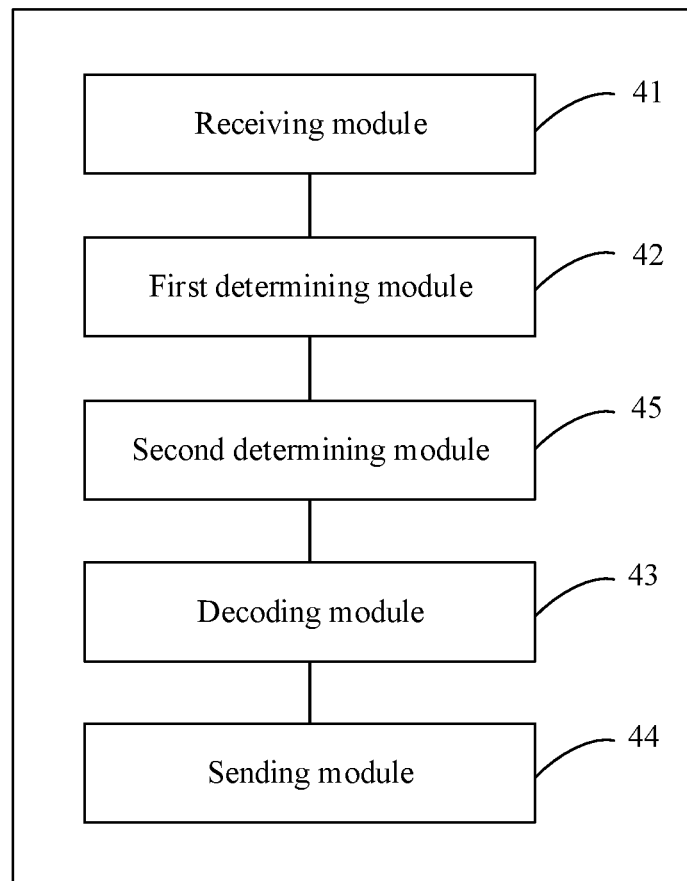 41
Receiving module
42
First determining module
45
Second determining module
43
Decoding module
44
Sending module